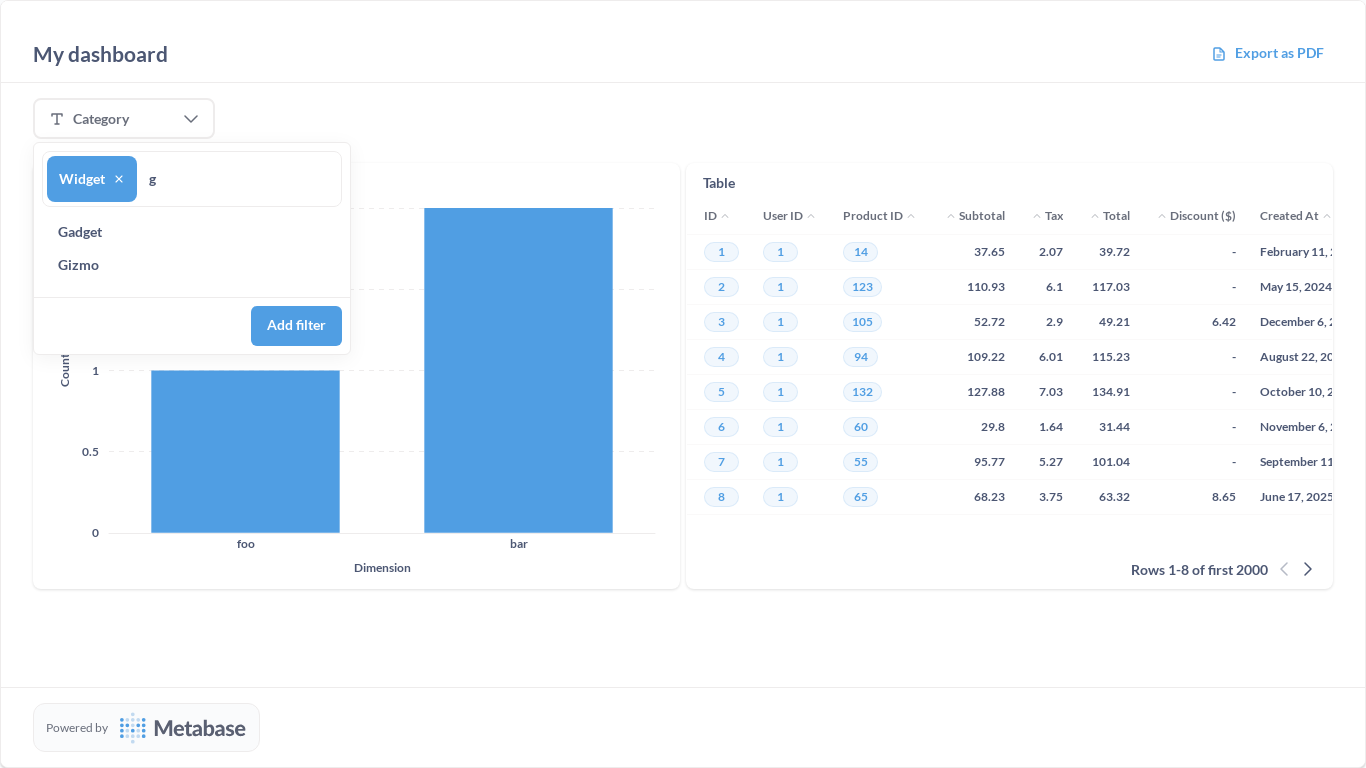 My dashboard
Export as PDF
Category
Widget
g
Gadget
Gizmo
Add filter
Count
1
0.5
0
foo
bar
Dimension
Table
ID User ID Product ID Subtotal Tax Total Discount ($) Created At
1 1 14 37.65 2.07 39.72 - February 11,
2 1 123 110.93 6.1 117.03 - May 15, 2024
3 1 105 52.72 2.9 49.21 6.42 December 6,
4 1 94 109.22 6.01 115.23 - August 22,
5 1 132 127.88 7.03 134.91 - October 10,
6 1 60 29.8 1.64 31.44 - November 6,
7 1 55 95.77 5.27 101.04 - September 11
8 1 65 68.23 3.75 63.32 8.65 June 17, 2025
Rows 1-8 of first 2000
Powered by
Metabase